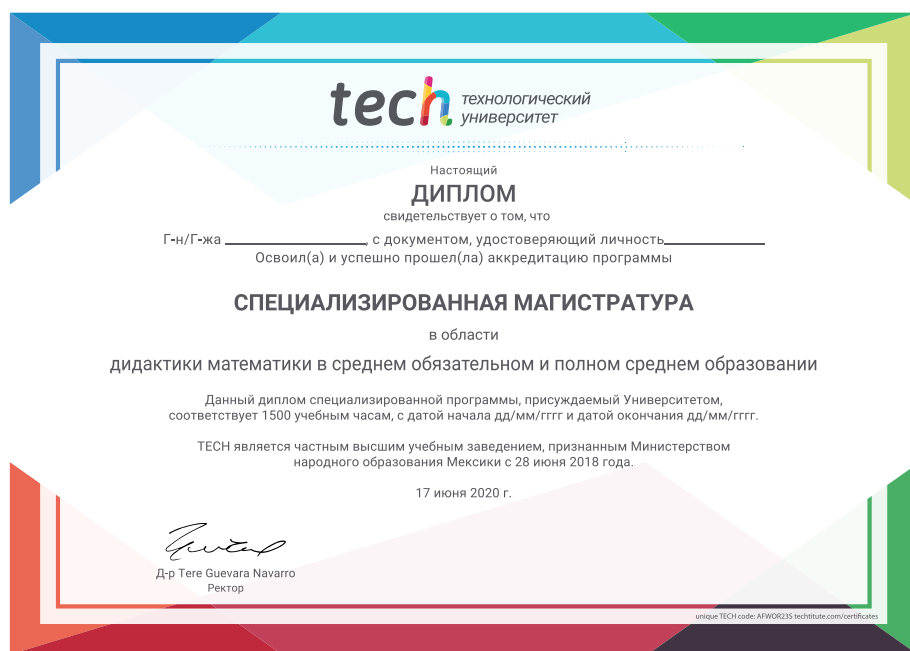 tech технологический
университет
Настоящий
ДИПЛОМ
свидетельствует о том, что
Г-н/Г-жа , с документом, удостоверяющий личность
Освоил(а) и успешно прошел(ла) аккредитацию программы
СПЕЦИАЛИЗИРОВАННАЯ МАГИСТРАТУРА
в области
дидактики математики в среднем обязательном и полном среднем образовании
Данный диплом специализированной программы, присуждаемый Университетом,
соответствует 1500 учебным часам, с датой начала дд/мм/гггг и датой окончания дд/мм/гггг.
TECH является частным высшим учебным заведением, признанным Министерством
народного образования Мексики с 28 июня 2018 года.
17 июня 2020 г.
Д-р Tere Guevara Navarro
Ректор
unique TECH code: AFWOR23S techtitute.com/certificates